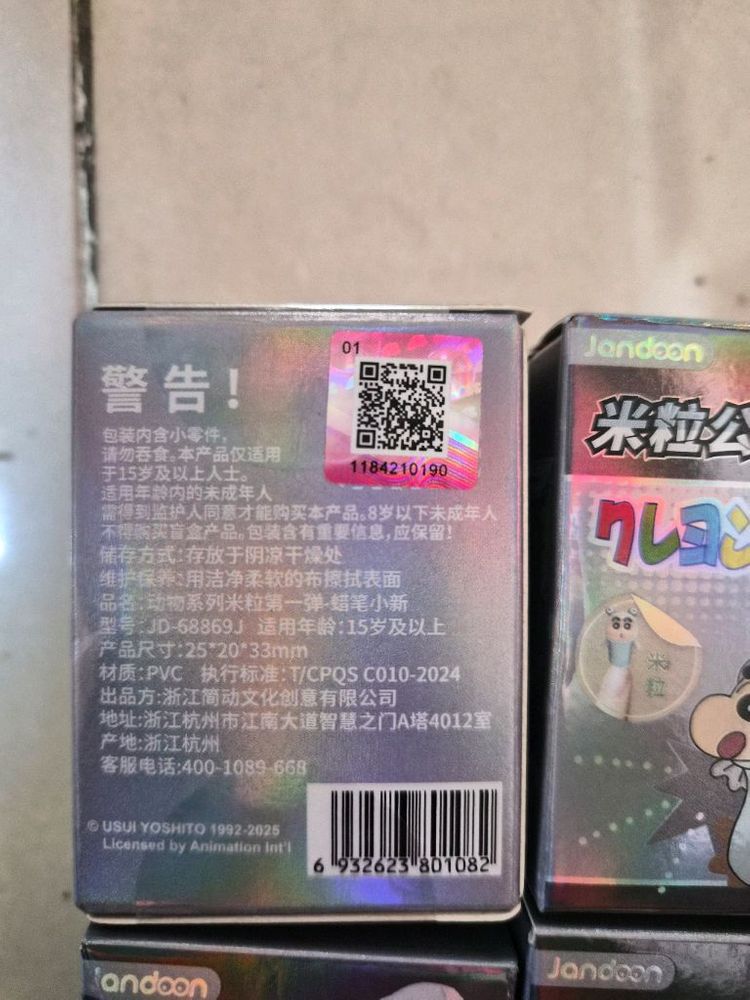 警告!
01
1184210190
包装内含小零件,
请勿吞食。本产品仅适用
于15岁及以上人士。
适用年龄内的未成年人
需得到监护人同意才能购买本产品。8岁以下未成年人
不得购买盲盒产品。包装含有重要信息,应保留!
储存方式:存放于阴凉干燥处
维护保养:用洁净柔软的布擦拭表面
品名:动物系列米粒第一弹-蜡笔小新
型号:JD-68869J 适用年龄:15岁及以上
产品尺寸:25*20*33mm
材质:PVC 执行标准:T/CPQS C010-2024
出品方:浙江简动文化创意有限公司
地址:浙江杭州市江南大道智慧之门A塔4012室
产地:浙江杭州
客服电话:400-1089-668
© USUI YOSHITO 1992-2025
Licensed by Animation Int'l
6 932623 801082
Jandoon
米粒公
クレヨン
米
粒
Jandoon
Jandoon